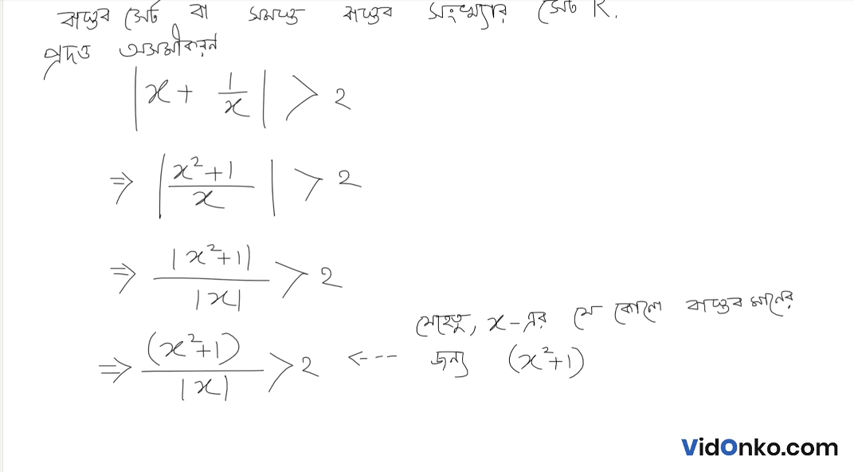 বাস্তব সেট বা সমস্ত বাস্তব সংখ্যার সেট R.
প্রদত্ত অসমীকরণ
|x + 1/x| > 2
⇒ |(x²+1)/x| > 2
⇒ |x²+1|/|x| > 2
⇒ (x²+1)/|x| > 2 <--- যেহেতু, x-এর যে কোনো বাস্তব মানের
জন্য (x²+1)
VidOnko.com